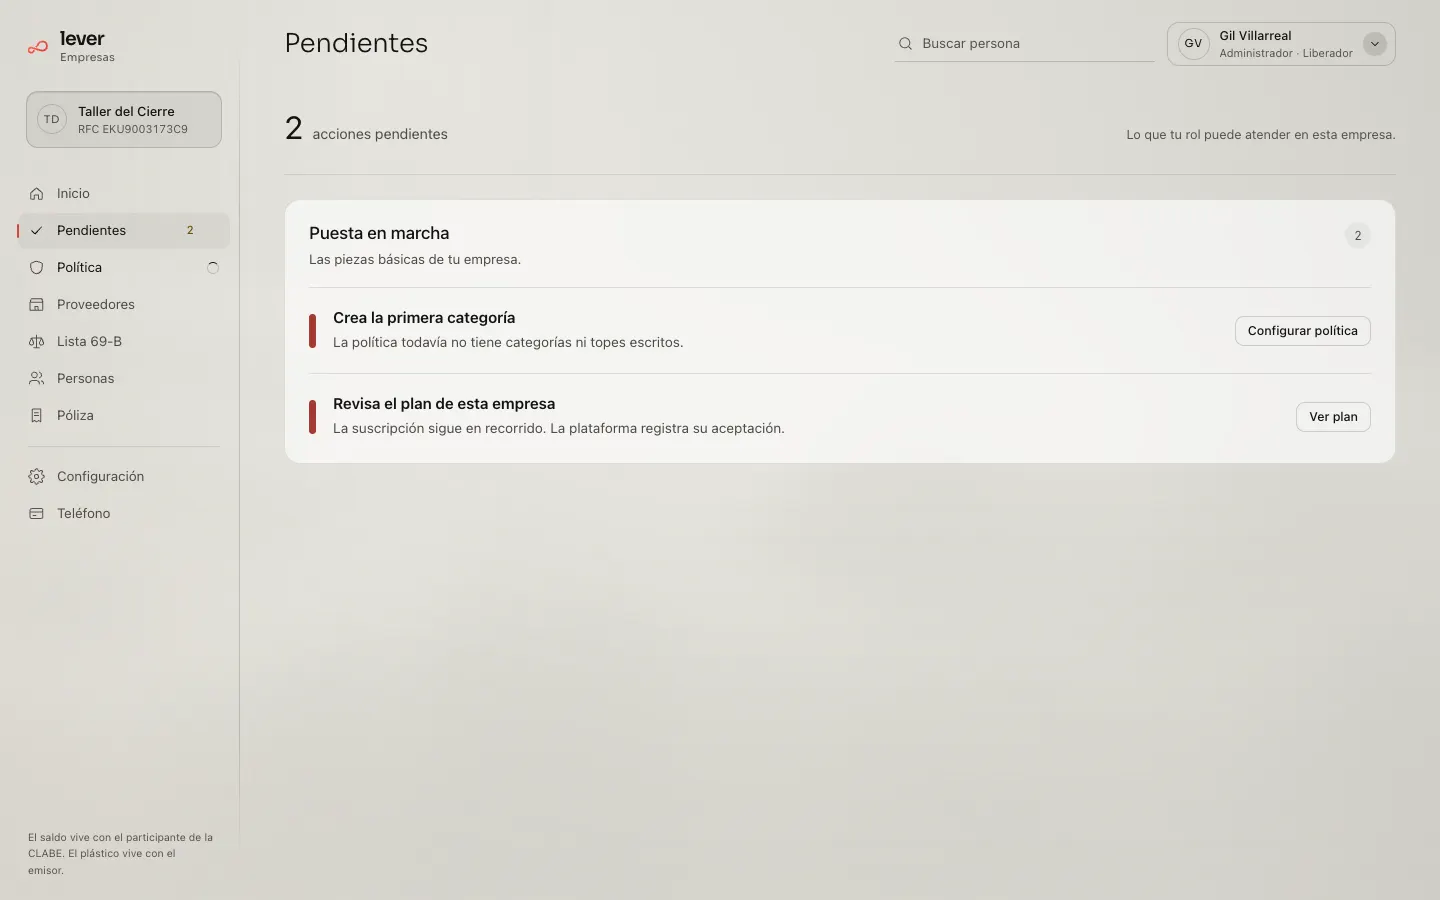 lever
Empresas
TD
Taller del Cierre
RFC EKU9003173C9
Inicio
Pendientes 2
Política
Proveedores
Lista 69-B
Personas
Póliza
Configuración
Teléfono
El saldo vive con el participante de la
CLABE. El plástico vive con el
emisor.
Pendientes
Buscar persona
GV
Gil Villarreal
Administrador · Liberador
2 acciones pendientes
Lo que tu rol puede atender en esta empresa.
Puesta en marcha
2
Las piezas básicas de tu empresa.
Crea la primera categoría
La política todavía no tiene categorías ni topes escritos.
Configurar política
Revisa el plan de esta empresa
La suscripción sigue en recorrido. La plataforma registra su aceptación.
Ver plan